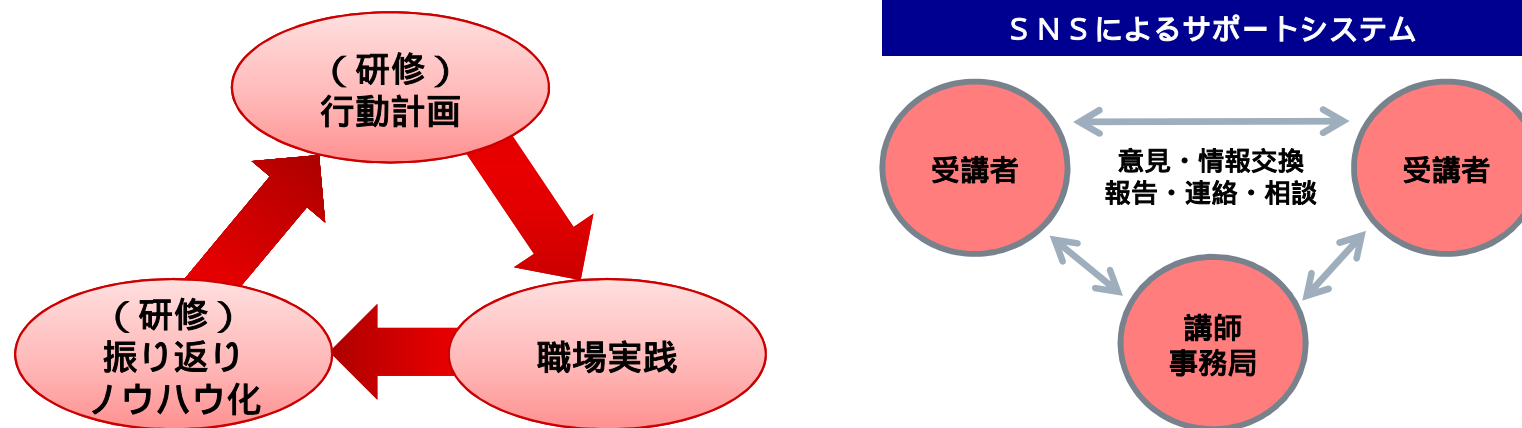 （研修）
行動計画
（研修）
振り返り
ノウハウ化
職場実践
ＳＮＳによるサポートシステム
受講者
意見・情報交換
報告・連絡・相談
受講者
講師
事務局